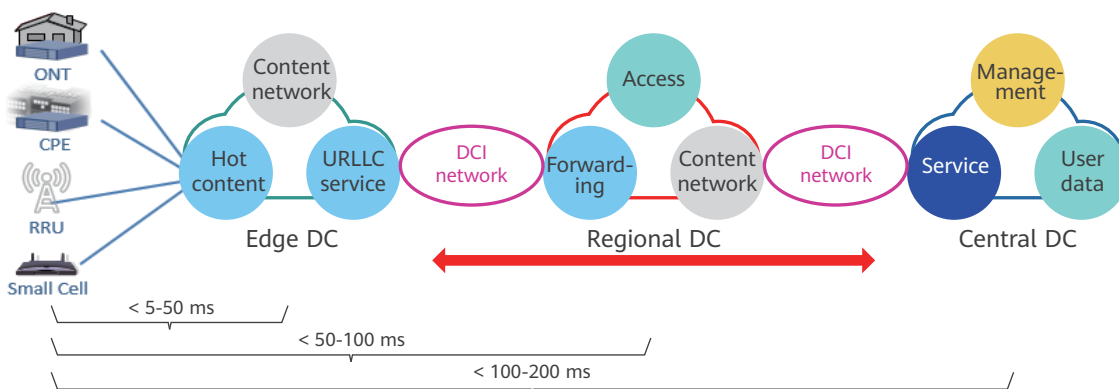 ONT
CPE
RRU
Small Cell
Content
network
Hot
content
URLLC
service
Edge DC
DCI
network
Access
Forward-
ing
Content
network
Regional DC
DCI
network
Manage-
ment
Service
User
data
Central DC
< 5-50 ms
< 50-100 ms
< 100-200 ms